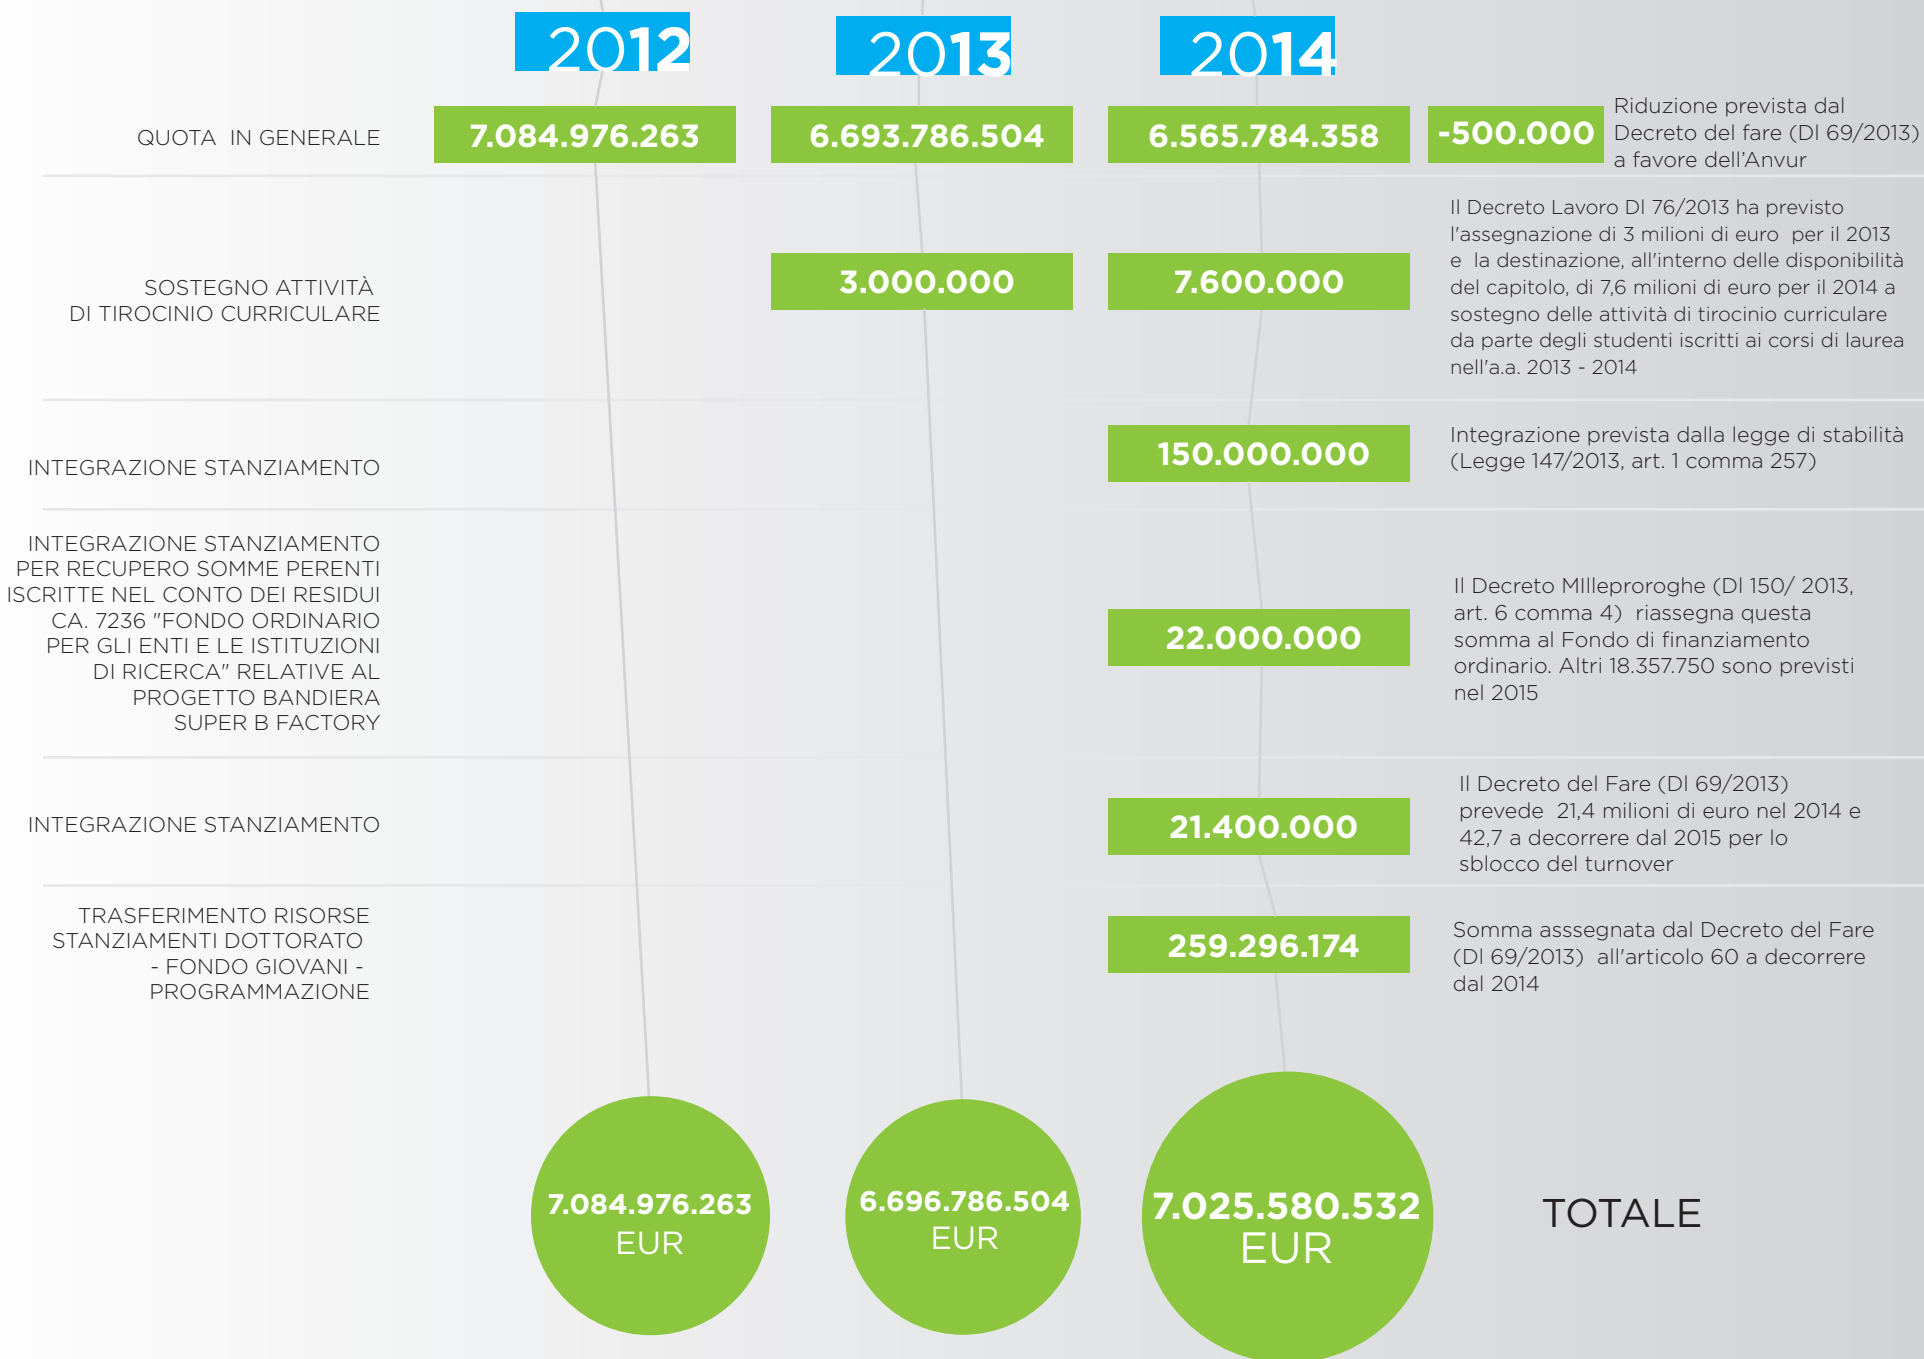 2012
2013
2014
QUOTA IN GENERALE
7.084.976.263
6.693.786.504
6.565.784.358
-500.000
Riduzione prevista dal
Decreto del fare (Dl 69/2013)
a favore dell'Anvur
SOSTEGNO ATTIVITÀ
DI TIROCINIO CURRICULARE
3.000.000
7.600.000
Il Decreto Lavoro Dl 76/2013 ha previsto
l'assegnazione di 3 milioni di euro per il 2013
e la destinazione, all'interno delle disponibilità
del capitolo, di 7,6 milioni di euro per il 2014 a
sostegno delle attività di tirocinio curriculare
da parte degli studenti iscritti ai corsi di laurea
nell'a.a. 2013 - 2014
INTEGRAZIONE STANZIAMENTO
150.000.000
Integrazione prevista dalla legge di stabilità
(Legge 147/2013, art. 1 comma 257)
INTEGRAZIONE STANZIAMENTO
PER RECUPERO SOMME PERENTI
ISCRITTE NEL CONTO DEI RESIDUI
CA. 7236 "FONDO ORDINARIO
PER GLI ENTI E LE ISTITUZIONI
DI RICERCA" RELATIVE AL
PROGETTO BANDIERA
SUPER B FACTORY
22.000.000
Il Decreto MIlleproroghe (Dl 150/ 2013,
art. 6 comma 4) riassegna questa
somma al Fondo di finanziamento
ordinario. Altri 18.357.750 sono previsti
nel 2015
INTEGRAZIONE STANZIAMENTO
21.400.000
Il Decreto del Fare (Dl 69/2013)
prevede 21,4 milioni di euro nel 2014 e
42,7 a decorrere dal 2015 per lo
sblocco del turnover
TRASFERIMENTO RISORSE
STANZIAMENTI DOTTORATO
- FONDO GIOVANI -
PROGRAMMAZIONE
259.296.174
Somma asssegnata dal Decreto del Fare
(Dl 69/2013) all'articolo 60 a decorrere
dal 2014
7.084.976.263
EUR
6.696.786.504
EUR
7.025.580.532
EUR
TOTALE